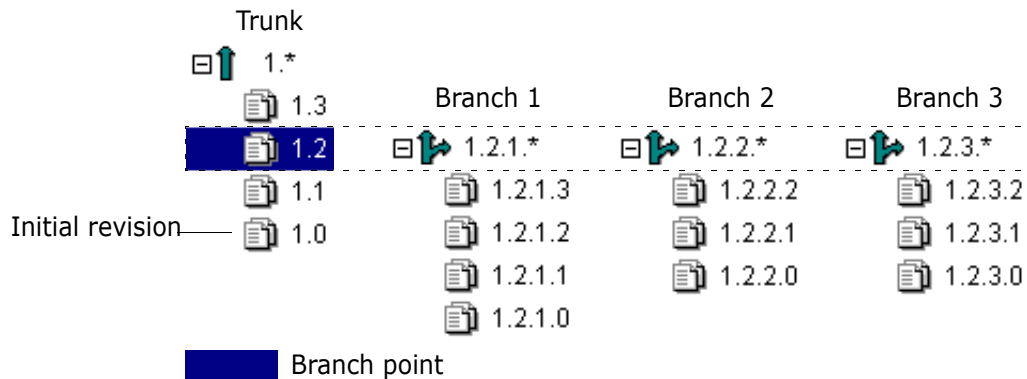 Trunk
1.*
1.3 Branch 1 Branch 2 Branch 3
1.2 1.2.1.* 1.2.2.* 1.2.3.*
1.1 1.2.1.3 1.2.2.2 1.2.3.2
Initial revision 1.0 1.2.1.2 1.2.2.1 1.2.3.1
1.2.1.1 1.2.2.0 1.2.3.0
1.2.1.0
Branch point